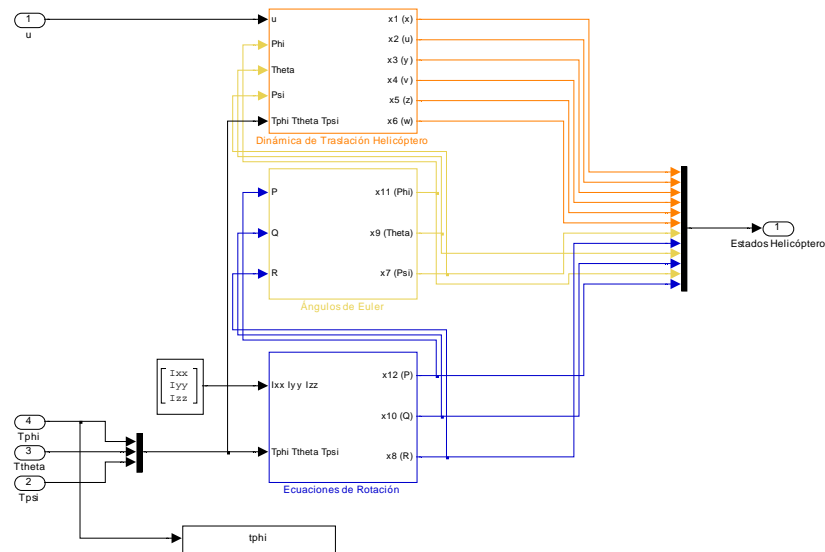 1
u
u
Phi
Theta
Psi
Tphi Ttheta Tpsi
x1 (x)
x2 (u)
x3 (y)
x4 (v)
x5 (z)
x6 (w)
Dinámica de Traslación Helicóptero
P
Q
R
x11 (Phi)
x9 (Theta)
x7 (Psi)
Ángulos de Euler
1
Estados Helicóptero
Ixx
Iyy
Izz
Ixx Iyy Izz
Tphi Ttheta Tpsi
x12 (P)
x10 (Q)
x8 (R)
Ecuaciones de Rotación
4
Tphi
3
Ttheta
2
Tpsi
tphi